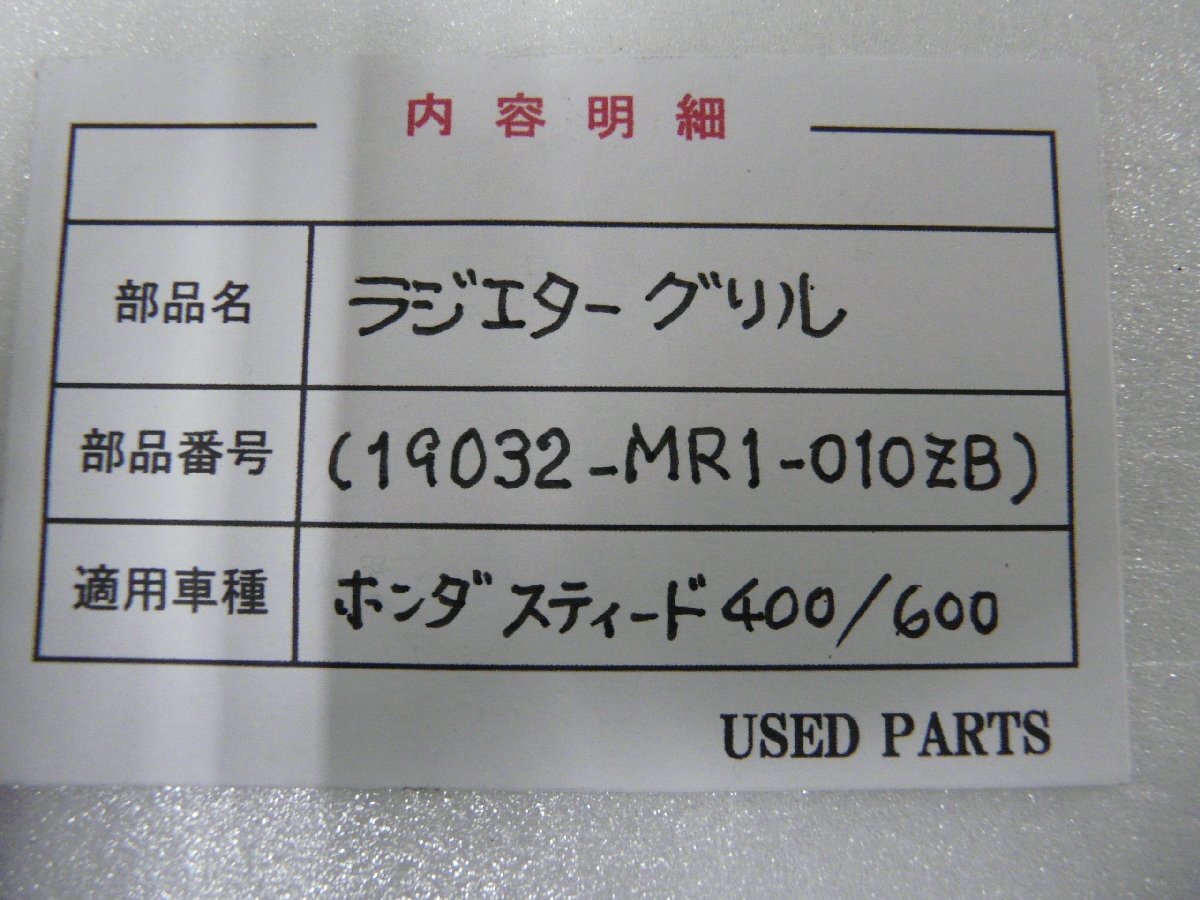 内容明細
部品名 ラジエターグリル
部品番号 (19032-MR1-010ZB)
適用車種 ホンダ スティード400/600
USED PARTS